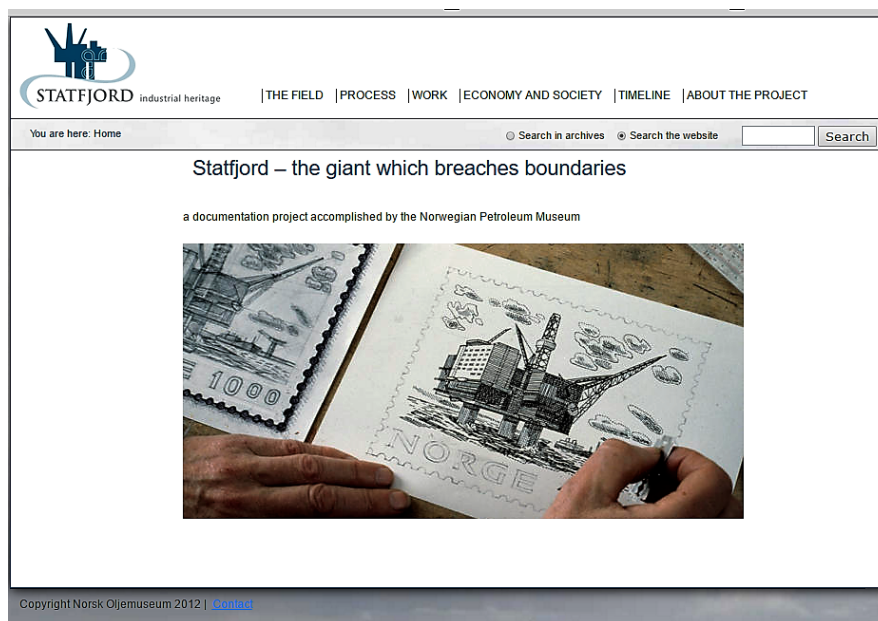 STATFJORD industrial heritage
THE FIELD PROCESS WORK ECONOMY AND SOCIETY TIMELINE ABOUT THE PROJECT
You are here: Home
Search in archives Search the website Search
Statfjord – the giant which breaches boundaries
a documentation project accomplished by the Norwegian Petroleum Museum
1000
NORGE
Copyright Norsk Oljemuseum 2012 | Contact